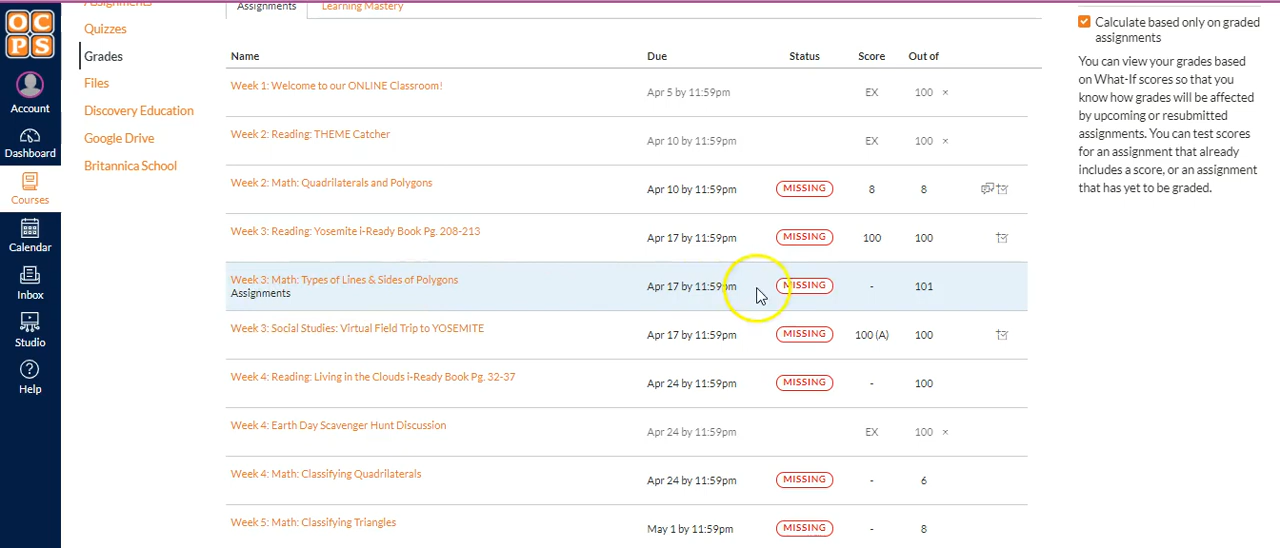 Assignments
Quizzes
Grades
Files
Discovery Education
Google Drive
Britannica School
OC
PS
Account
Dashboard
Courses
Calendar
Inbox
Studio
Help
Assignments Learning Mastery
Name Due Status Score Out of
Week 1: Welcome to our ONLINE Classroom! Apr 5 by 11:59pm EX 100 ×
Week 2: Reading: THEME Catcher Apr 10 by 11:59pm EX 100 ×
Week 2: Math: Quadrilaterals and Polygons Apr 10 by 11:59pm MISSING 8 8
Week 3: Reading: Yosemite i-Ready Book Pg. 208-213 Apr 17 by 11:59pm MISSING 100 100
Week 3: Math: Types of Lines & Sides of Polygons Apr 17 by 11:59pm MISSING - 101
Assignments
Week 3: Social Studies: Virtual Field Trip to YOSEMITE Apr 17 by 11:59pm MISSING 100 (A) 100
Week 4: Reading: Living in the Clouds i-Ready Book Pg. 32-37 Apr 24 by 11:59pm MISSING - 100
Week 4: Earth Day Scavenger Hunt Discussion Apr 24 by 11:59pm EX 100 ×
Week 4: Math: Classifying Quadrilaterals Apr 24 by 11:59pm MISSING - 6
Week 5: Math: Classifying Triangles May 1 by 11:59pm MISSING - 8
Calculate based only on graded
assignments
You can view your grades based
on What-If scores so that you
know how grades will be affected
by upcoming or resubmitted
assignments. You can test scores
for an assignment that already
includes a score, or an assignment
that has yet to be graded.